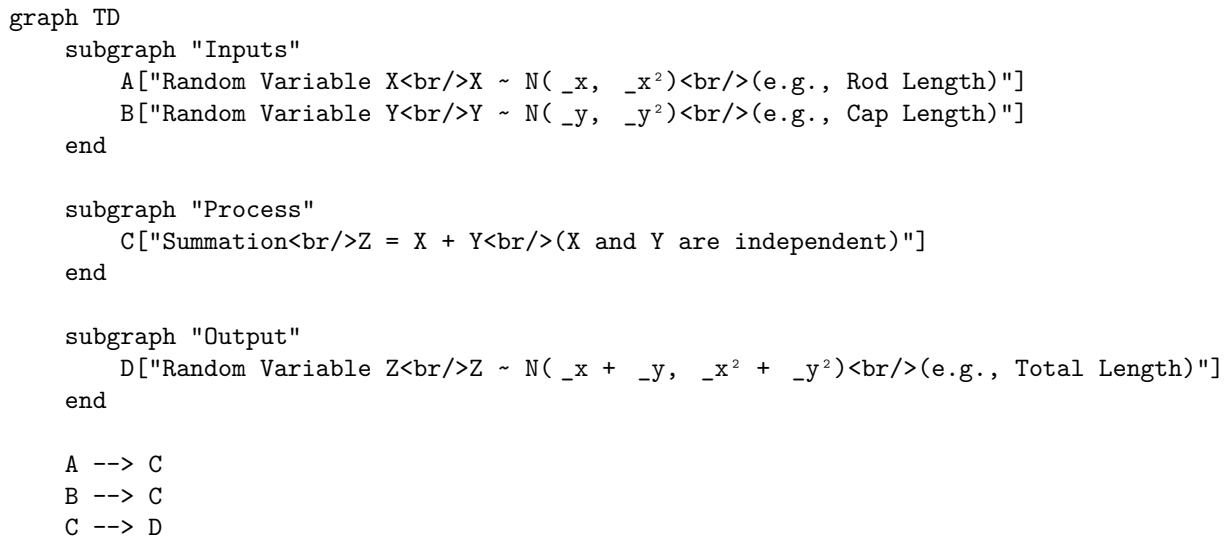 graph TD
    subgraph "Inputs"
        A["Random Variable X<br/>X ~ N( _x,  _x²)<br/>(e.g., Rod Length)"]
        B["Random Variable Y<br/>Y ~ N( _y,  _y²)<br/>(e.g., Cap Length)"]
    end

    subgraph "Process"
        C["Summation<br/>Z = X + Y<br/>(X and Y are independent)"]
    end

    subgraph "Output"
        D["Random Variable Z<br/>Z ~ N( _x +  _y,  _x² +  _y²)<br/>(e.g., Total Length)"]
    end

    A --> C
    B --> C
    C --> D